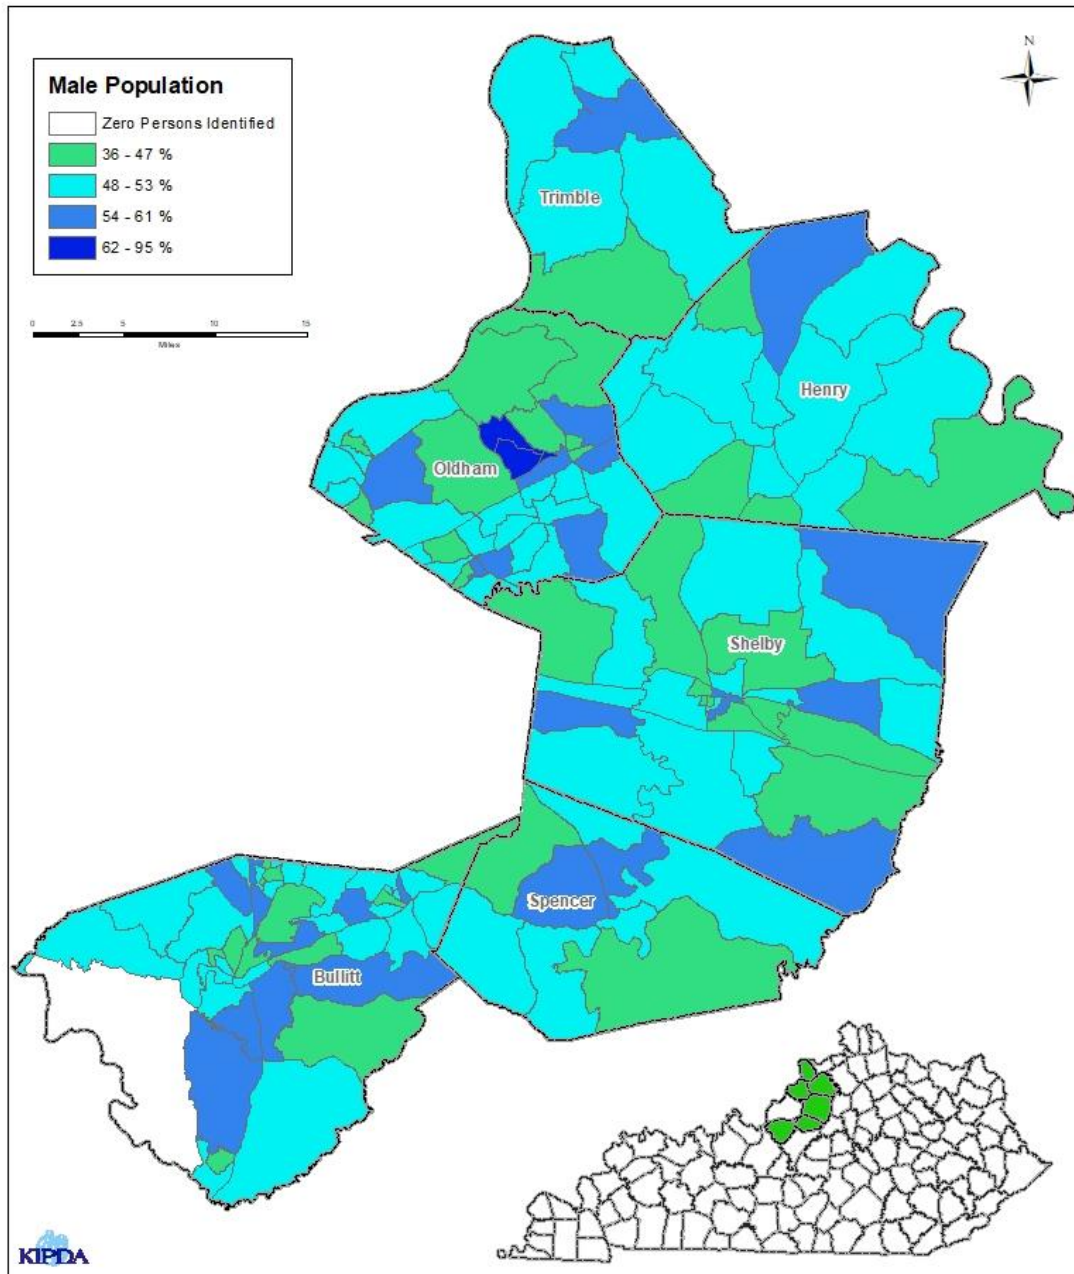 N
Male Population
Zero Persons Identified
36 - 47 %
48 - 53 %
54 - 61 %
62 - 95 %
0 2.5 5 10 15
Miles
Trimble
Henry
Oldham
Shelby
Spencer
Bullitt
KIPDA